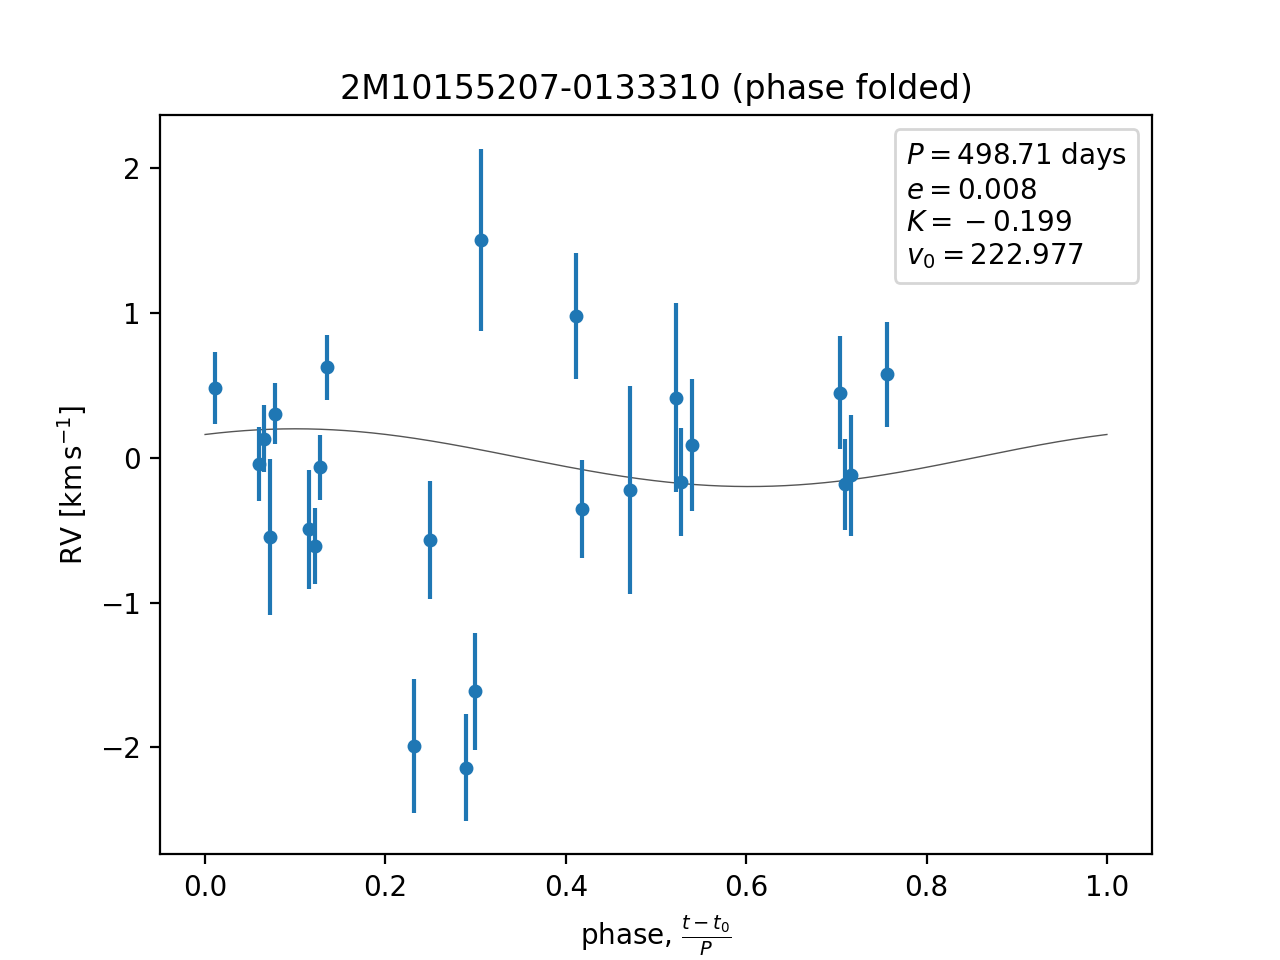 2M10155207-0133310 (phase folded)
P = 498.71 days
e = 0.008
K = −0.199
v₀ = 222.977
2
1
0
−1
−2
RV [km s⁻¹]
0.0 0.2 0.4 0.6 0.8 1.0
phase, (t − t₀)/P